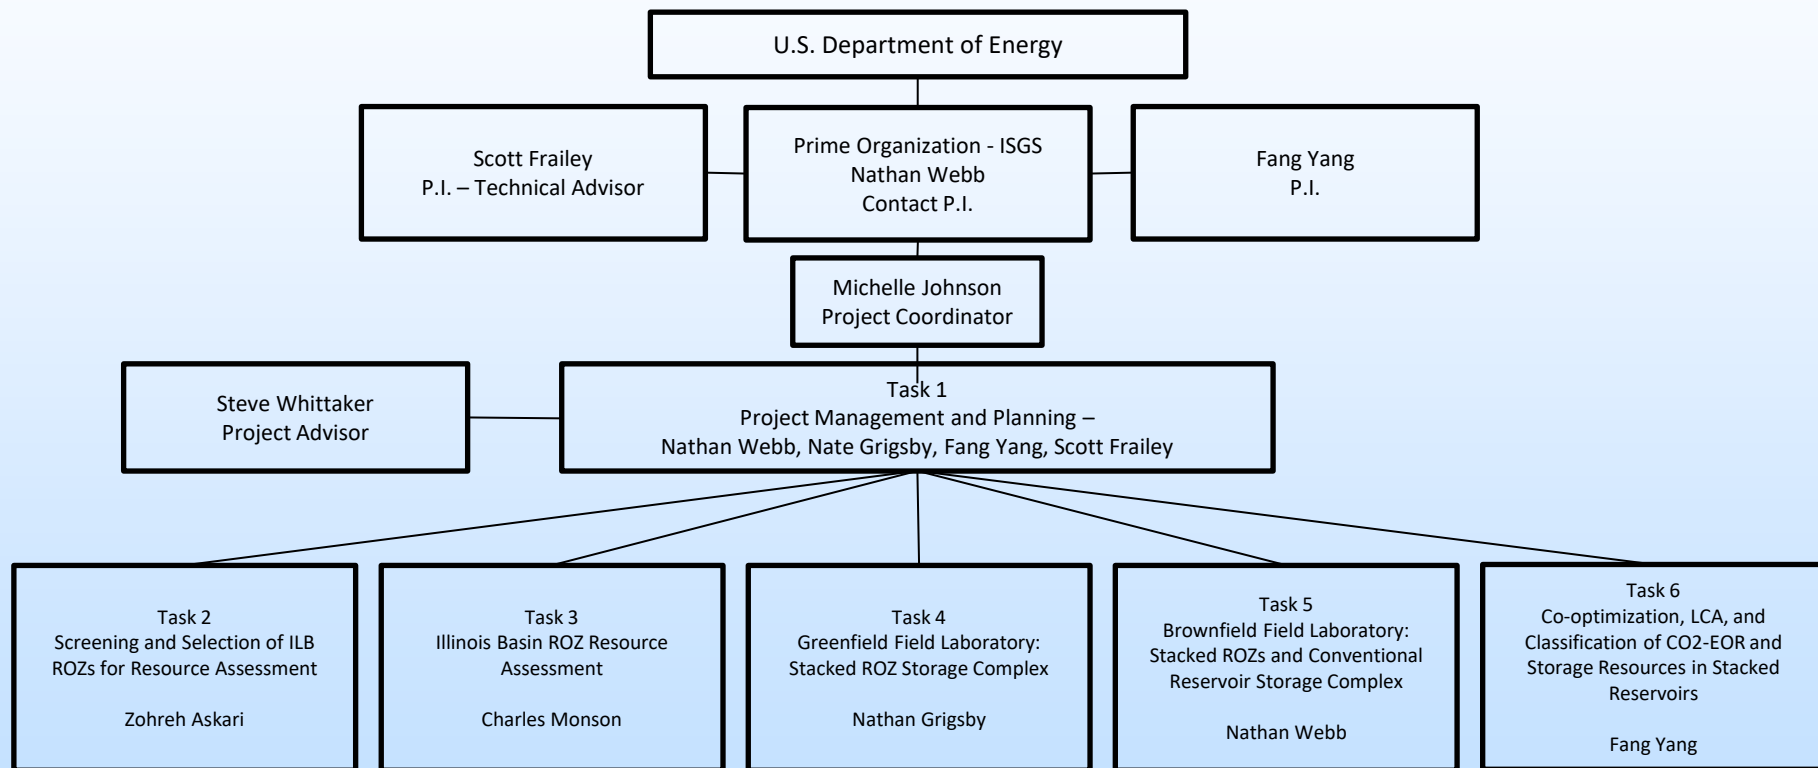 U.S. Department of Energy
Scott Frailey
P.I. – Technical Advisor
Prime Organization - ISGS
Nathan Webb
Contact P.I.
Fang Yang
P.I.
Michelle Johnson
Project Coordinator
Steve Whittaker
Project Advisor
Task 1
Project Management and Planning –
Nathan Webb, Nate Grigsby, Fang Yang, Scott Frailey
Task 2
Screening and Selection of ILB
ROZs for Resource Assessment
Zohreh Askari
Task 3
Illinois Basin ROZ Resource
Assessment
Charles Monson
Task 4
Greenfield Field Laboratory:
Stacked ROZ Storage Complex
Nathan Grigsby
Task 5
Brownfield Field Laboratory:
Stacked ROZs and Conventional
Reservoir Storage Complex
Nathan Webb
Task 6
Co-optimization, LCA, and
Classification of CO2-EOR and
Storage Resources in Stacked
Reservoirs
Fang Yang